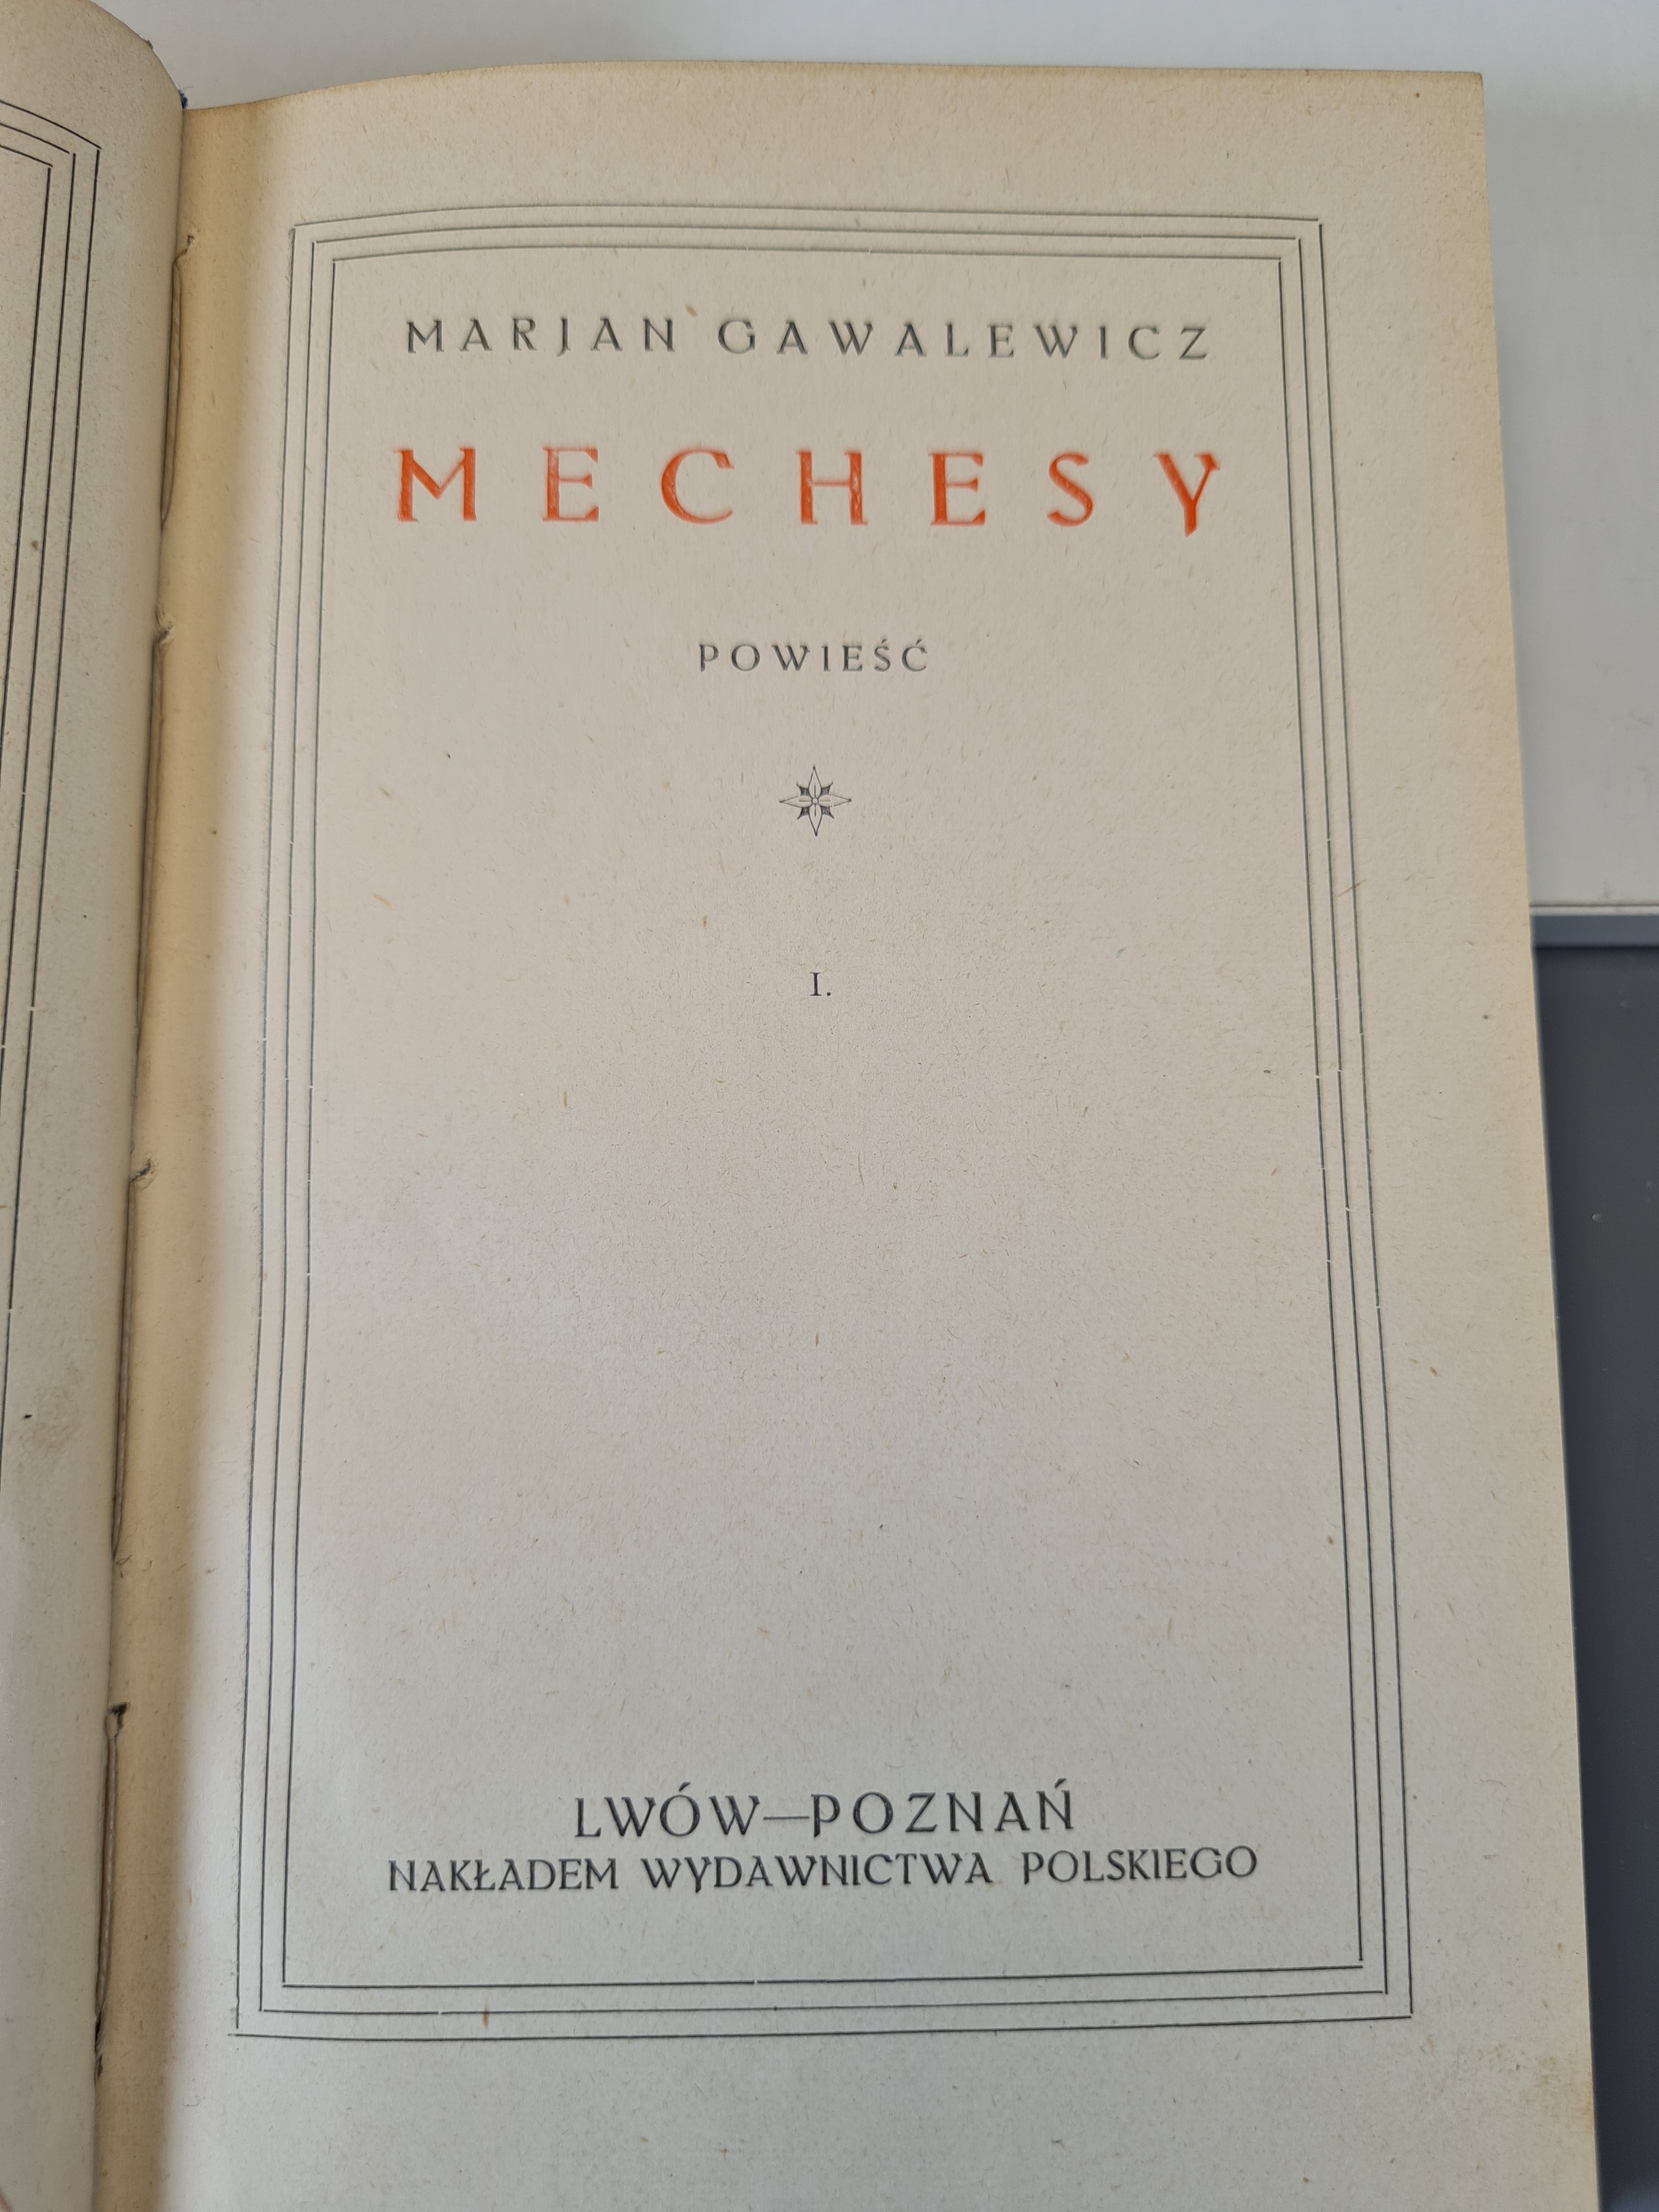 MARJAN GAWALEWICZ
MECHESY
POWIEŚĆ
I.
LWÓW—POZNAŃ
NAKŁADEM WYDAWNICTWA POLSKIEGO